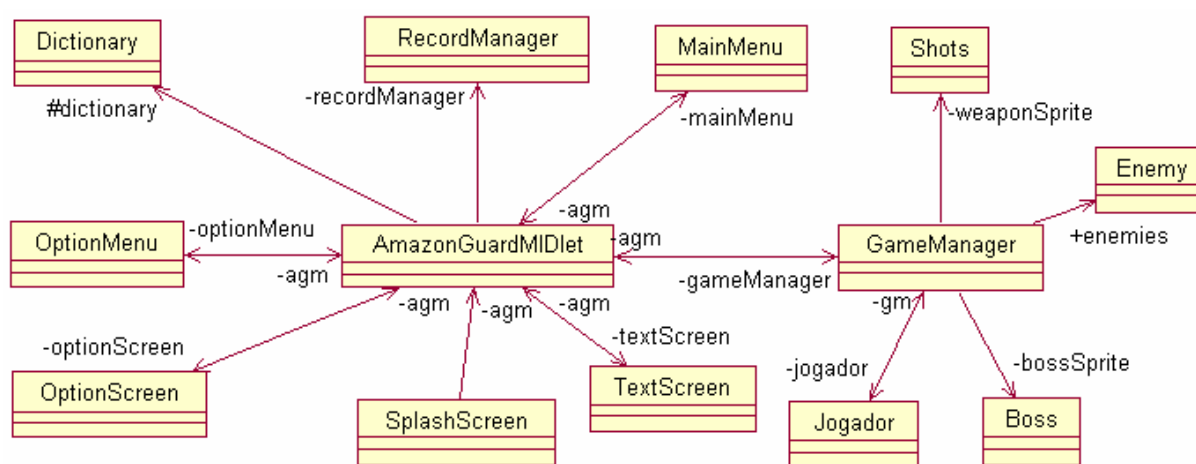 Dictionary
RecordManager
MainMenu
Shots
#dictionary
-recordManager
-mainMenu
-weaponSprite
Enemy
+enemies
OptionMenu
-optionMenu
-agm
AmazonGuardMIDlet
-agm
-agm
-gameManager
GameManager
-agm
-agm
-agm
-gm
-optionScreen
-textScreen
-jogador
-bossSprite
OptionScreen
SplashScreen
TextScreen
Jogador
Boss